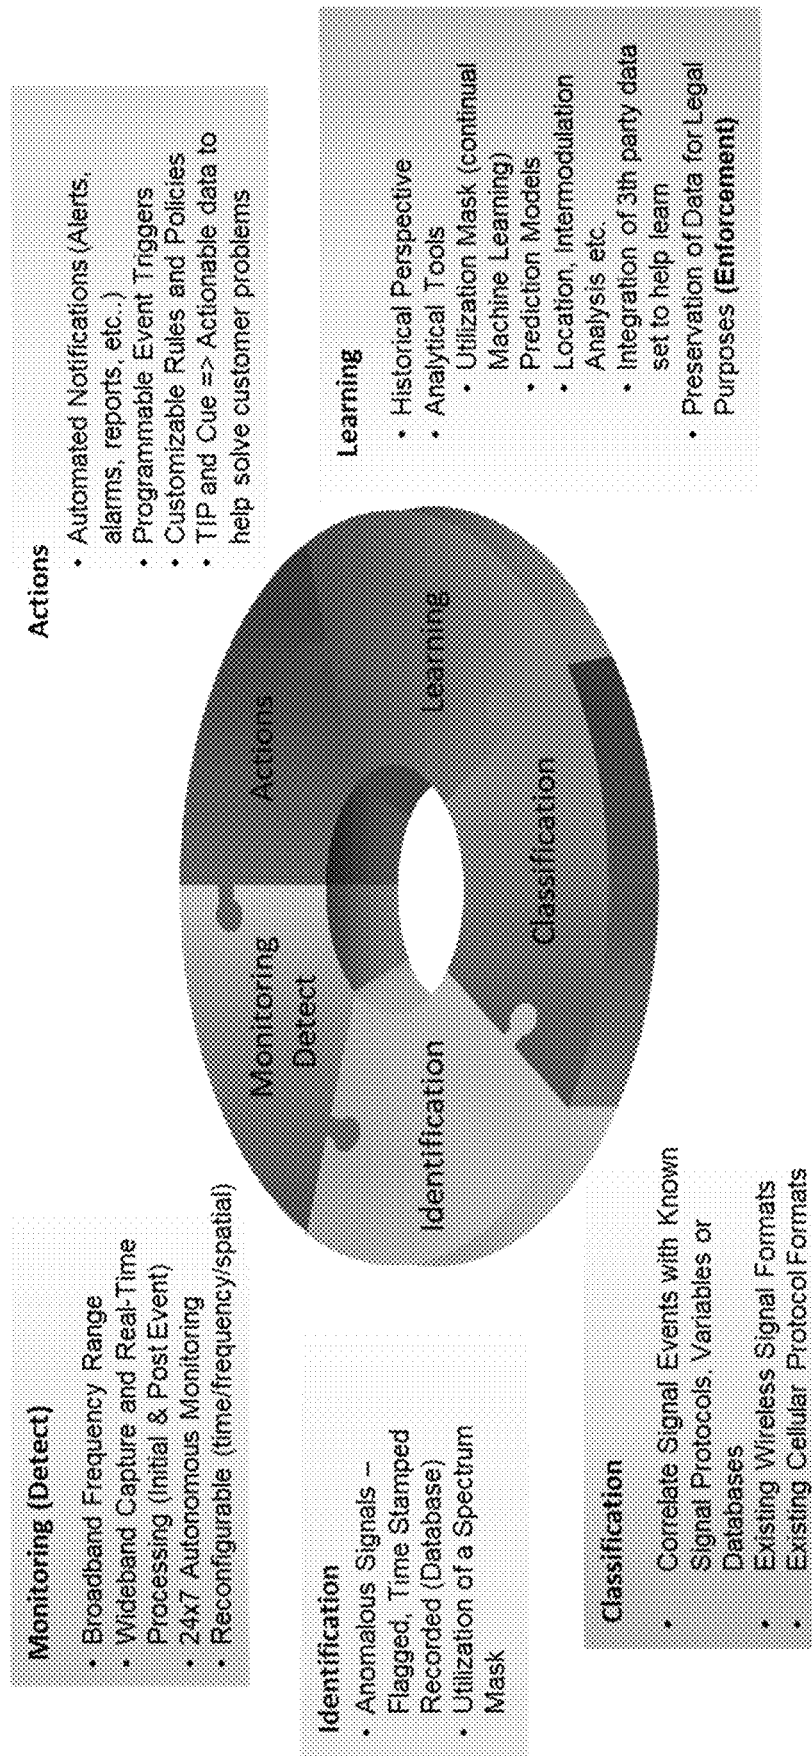 Monitoring (Detect)
• Broadband Frequency Range
• Wideband Capture and Real-Time
Processing (Initial & Post Event)
• 24x7 Autonomous Monitoring
• Reconfigurable (time/frequency/spatial)
Identification
• Anomalous Signals –
Flagged, Time Stamped
Recorded (Database)
• Utilization of a Spectrum
Mask
Classification
• Correlate Signal Events with Known
Signal Protocols, Variables or
Databases
• Existing Wireless Signal Formats
• Existing Cellular Protocol Formats
Monitoring
Detect
Identification
Classification
Actions
Learning
Actions
• Automated Notifications (Alerts,
alarms, reports, etc..)
• Programmable Event Triggers
• Customizable Rules and Policies
• TIP and Cue => Actionable data to
help solve customer problems
Learning
• Historical Perspective
• Analytical Tools
• Utilization Mask (continual
Machine Learning)
• Prediction Models
• Location, Intermodulation
Analysis etc.
• Integration of 3th party data
set to help learn
• Preservation of Data for Legal
Purposes (Enforcement)